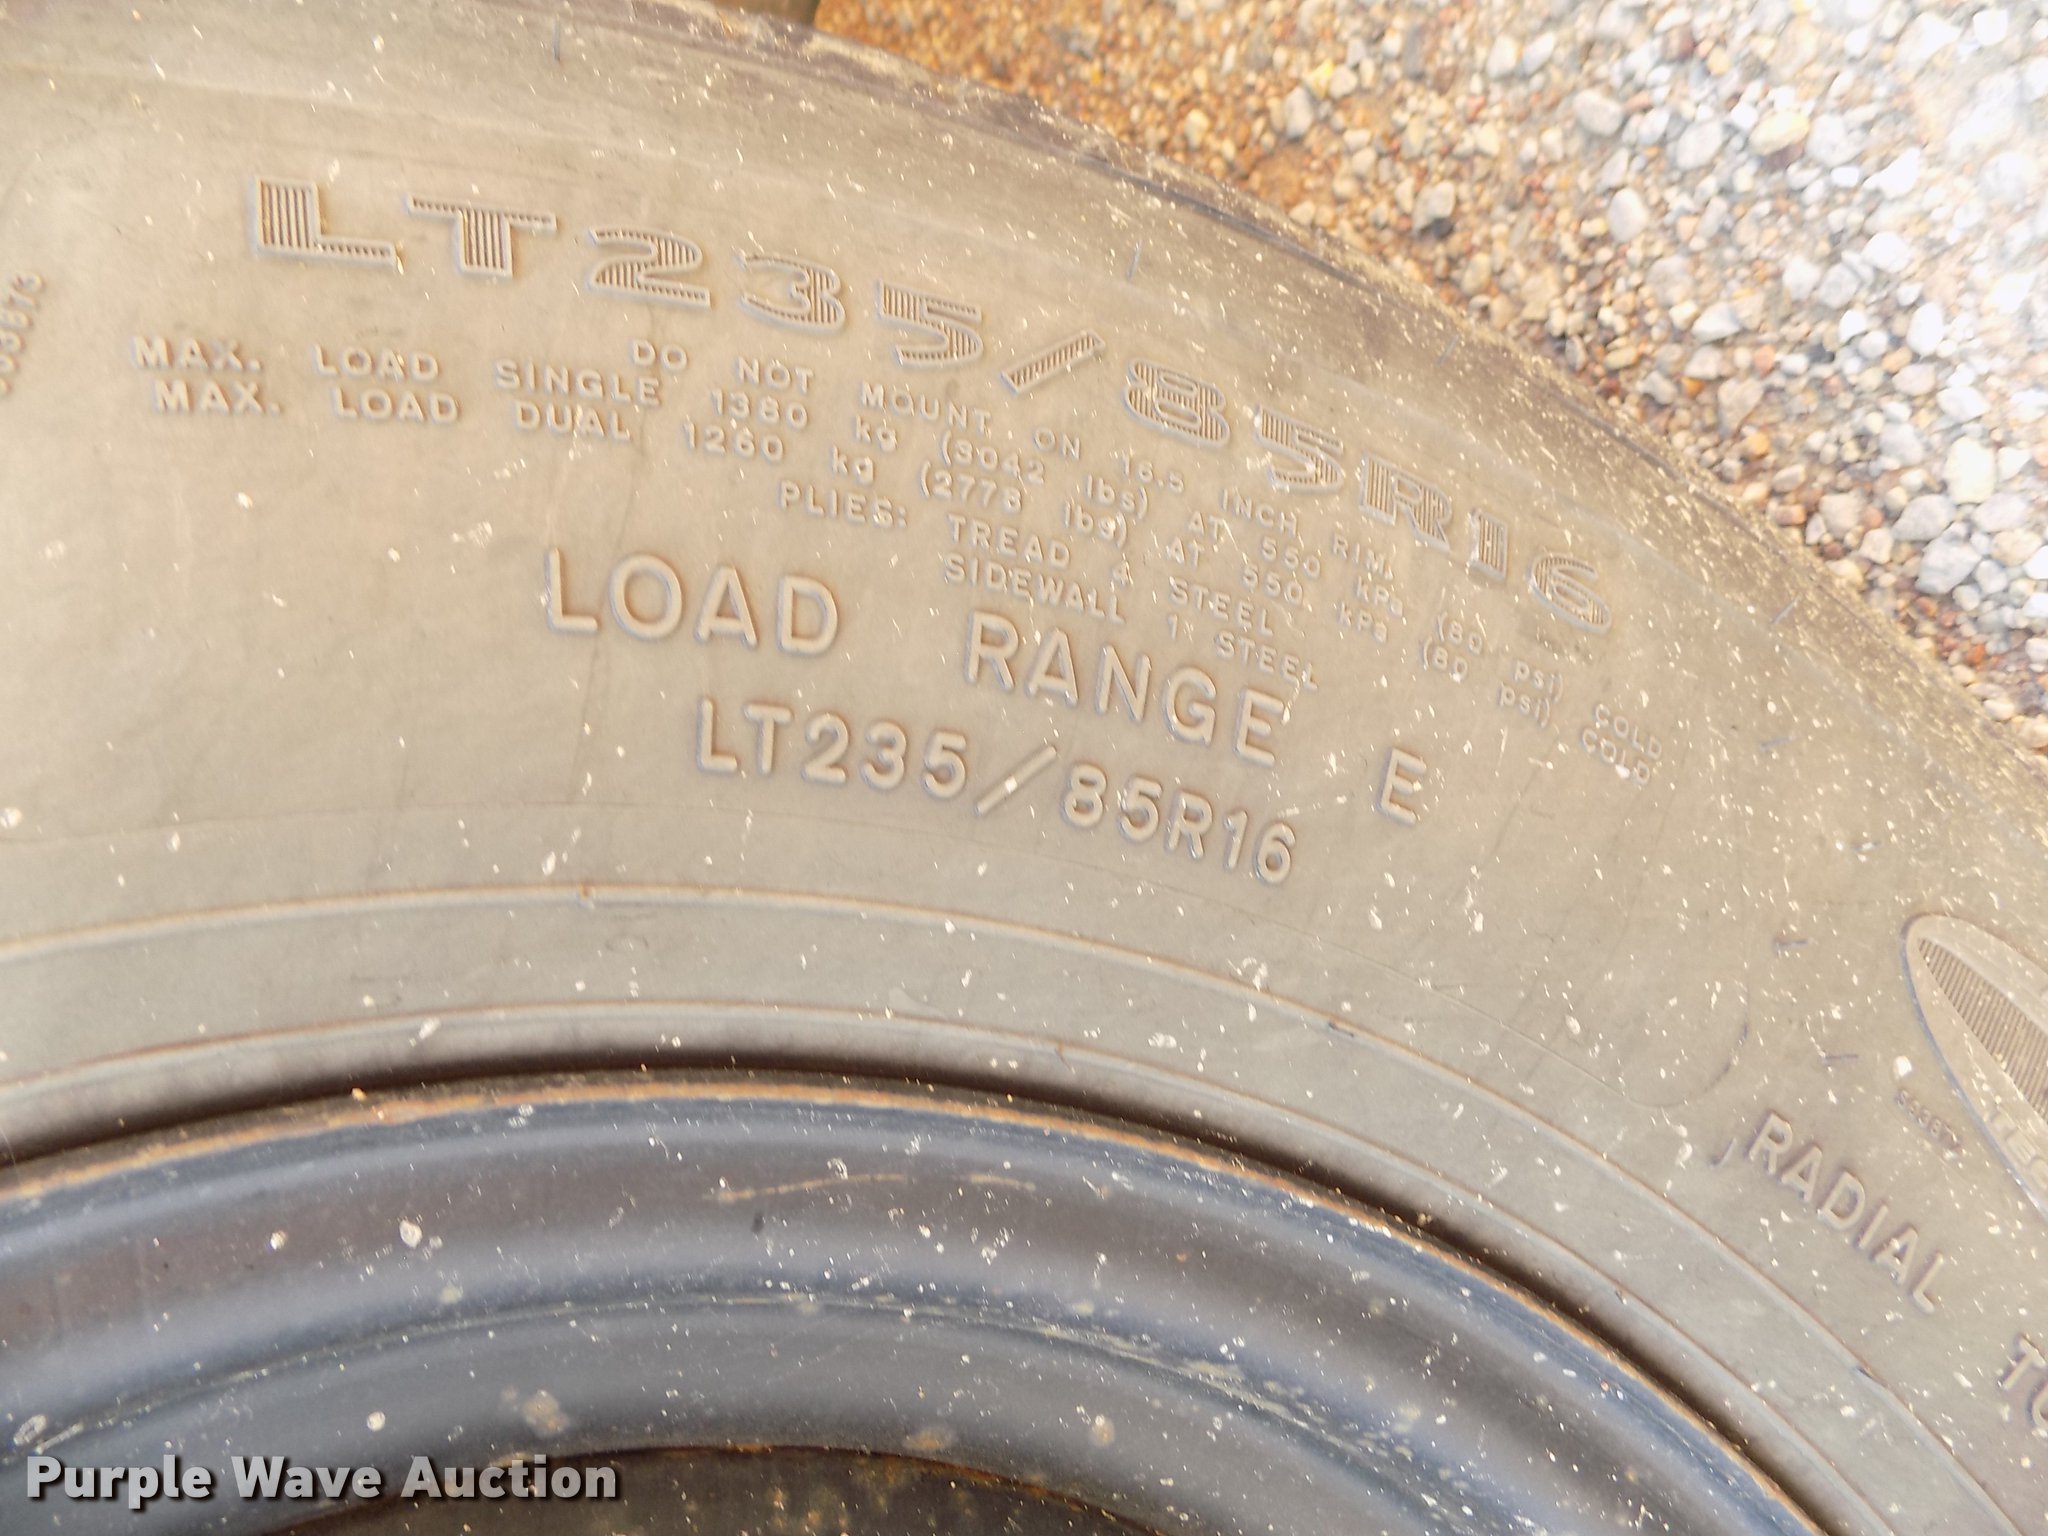 LT235/85R16
DO NOT MOUNT ON 16.5 INCH RIM.
MAX. LOAD SINGLE 1380 kg (3042 lbs) AT 550 kPa (80 psi) COLD
MAX. LOAD DUAL 1260 kg (2778 lbs) AT 550 kPa (80 psi) COLD
PLIES: TREAD 4 STEEL
SIDEWALL 1 STEEL
LOAD RANGE E
LT235/85R16
RADIAL
Purple Wave Auction